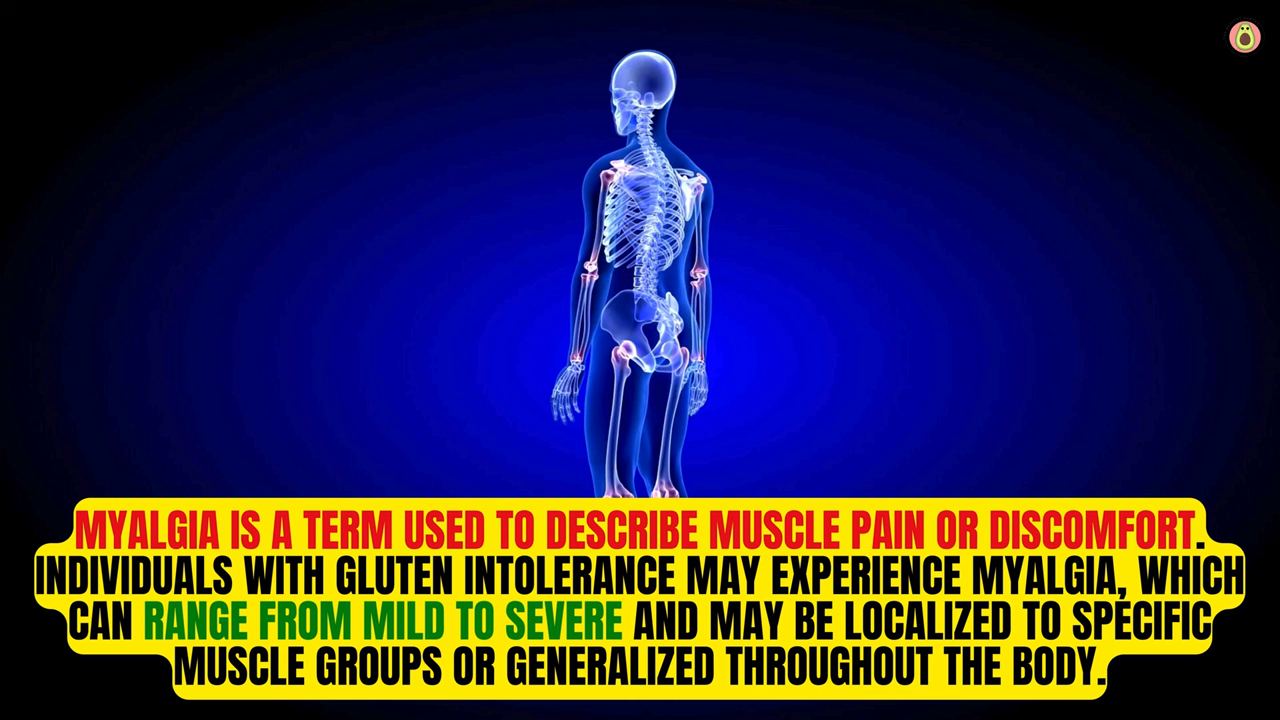 MYALGIA IS A TERM USED TO DESCRIBE MUSCLE PAIN OR DISCOMFORT.
INDIVIDUALS WITH GLUTEN INTOLERANCE MAY EXPERIENCE MYALGIA, WHICH
CAN RANGE FROM MILD TO SEVERE AND MAY BE LOCALIZED TO SPECIFIC
MUSCLE GROUPS OR GENERALIZED THROUGHOUT THE BODY.